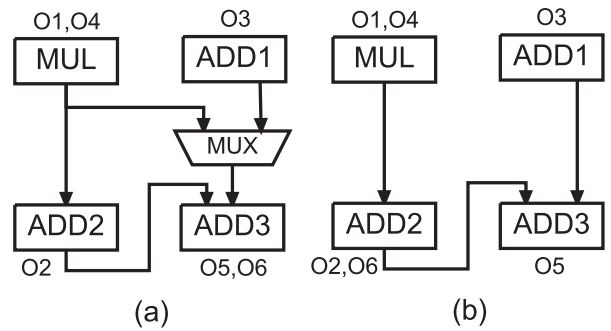 O1,O4
O3
MUL
ADD1
MUX
ADD2
ADD3
O2
O5,O6
(a)
O1,O4
O3
MUL
ADD1
ADD2
ADD3
O2,O6
O5
(b)